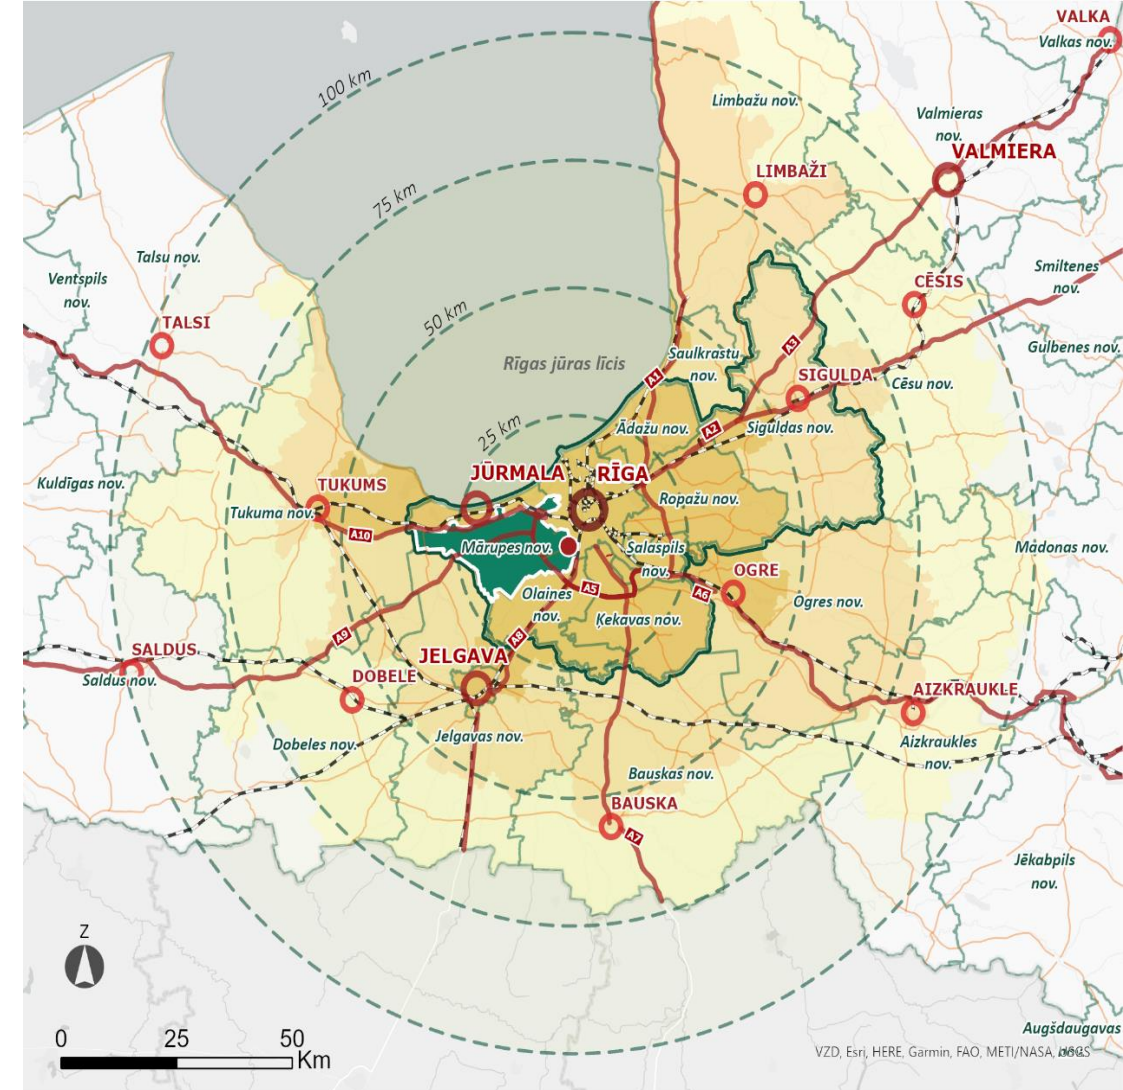 VALKA
Valkas nov.
100 km
Limbažu nov.
Valmieras
nov.
VALMIERA
LIMBAŽI
75 km
Talsu nov.
Ventspils
nov.
Smiltenes
nov.
CĒSIS
50 km
TALSI
A3
Gulbenes nov.
Saulkrastu
nov.
Rīgas jūras līcis
A1
SIGULDA
Cēsu nov.
25 km
Ādažu nov.
A2
Siguldas nov.
JŪRMALA
RĪGA
Kuldīgas nov.
TUKUMS
Tukuma nov.
Ropažu nov.
A10
Mārupes nov.
Salaspils
nov.
Madonas nov.
OGRE
A5
A6
Olaines
nov.
Ķekavas nov.
Ogres nov.
A9
A8
SALDUS
Saldus nov.
JELGAVA
DOBELE
AIZKRAUKLE
Dobeles nov.
Jelgavas nov.
Aizkraukles
nov.
Bauskas nov.
BAUSKA
A7
Jēkabpils
nov.
Z
0 25 50
Km
Augšdaugavas
nov.
VZD, Esri, HERE, Garmin, FAO, METI/NASA, USGS